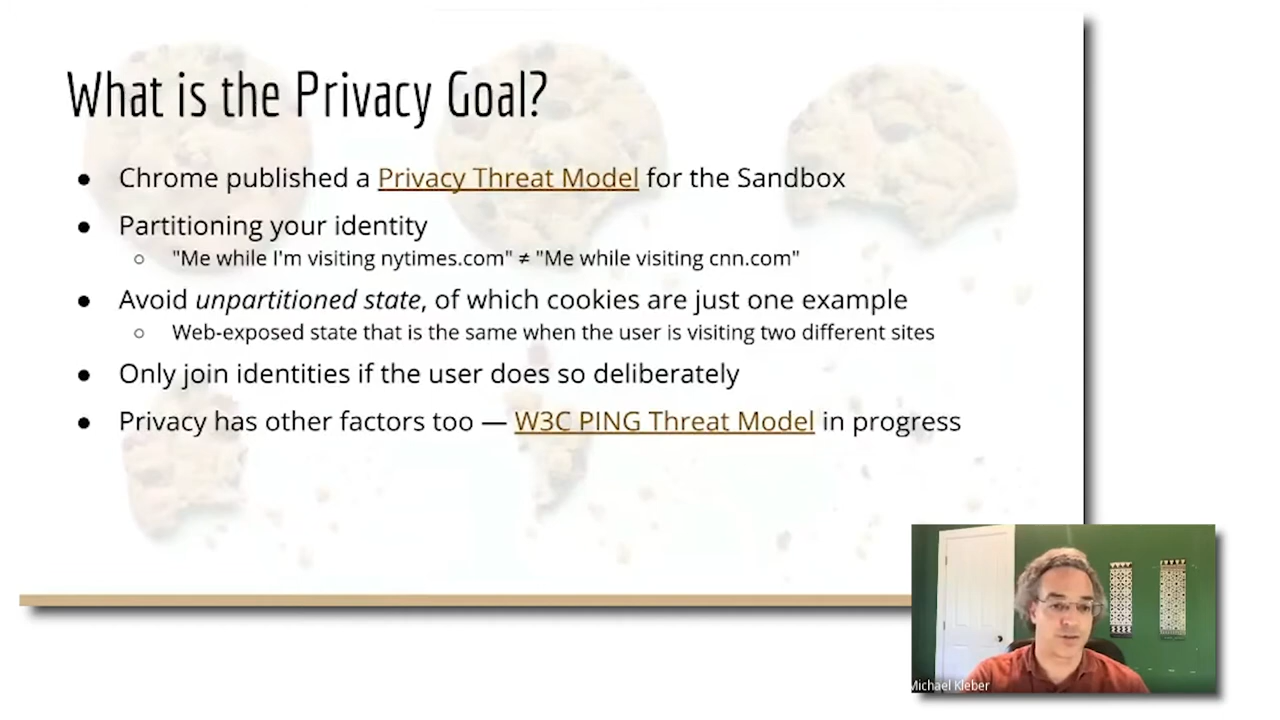 What is the Privacy Goal?
● Chrome published a Privacy Threat Model for the Sandbox
● Partitioning your identity
○ "Me while I'm visiting nytimes.com" ≠ "Me while visiting cnn.com"
● Avoid unpartitioned state, of which cookies are just one example
○ Web-exposed state that is the same when the user is visiting two different sites
● Only join identities if the user does so deliberately
● Privacy has other factors too — W3C PING Threat Model in progress
Michael Kleber